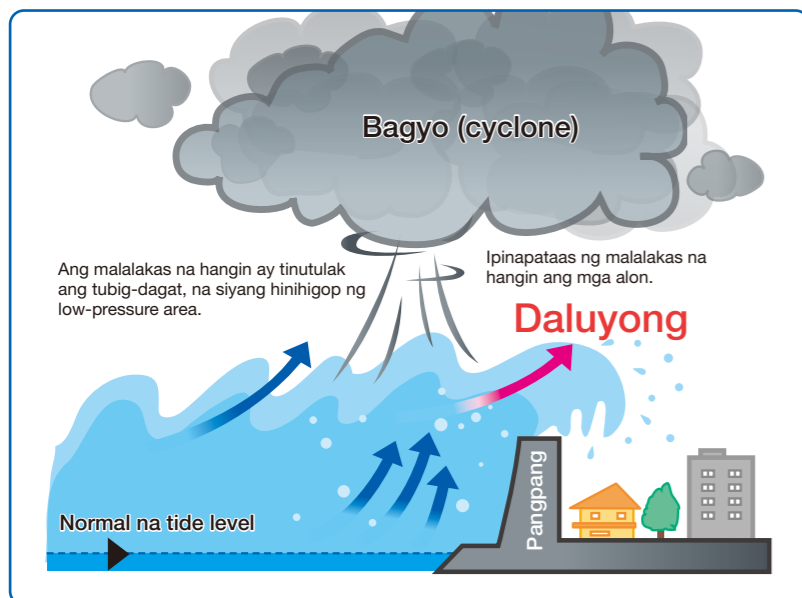 Bagyo (cyclone)
Ang malalakas na hangin ay tinutulak
ang tubig-dagat, na siyang hinihigop ng
low-pressure area.
Ipinapataas ng malalakas na
hangin ang mga alon.
Daluyong
Normal na tide level
Pangpang